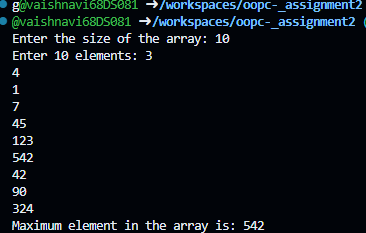 g@vaishnavi68DS081 ➜/workspaces/oopc-_assignment2
@vaishnavi68DS081 ➜/workspaces/oopc-_assignment2 (
Enter the size of the array: 10
Enter 10 elements: 3
4
1
7
45
123
542
42
90
324
Maximum element in the array is: 542